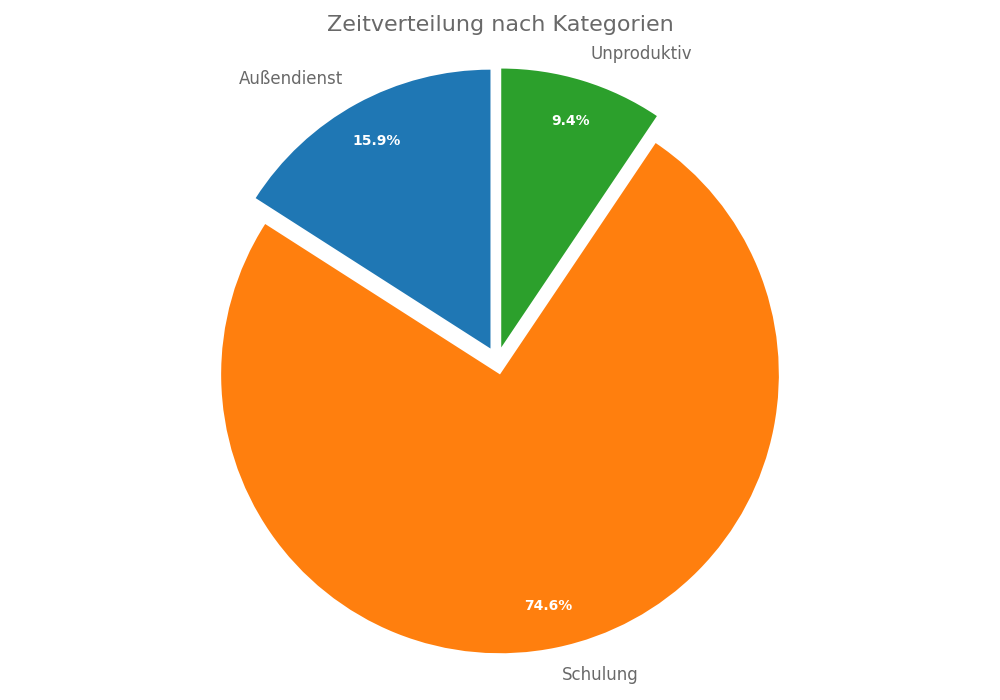 Zeitverteilung nach Kategorien
Unproduktiv
Außendienst
9.4%
15.9%
74.6%
Schulung